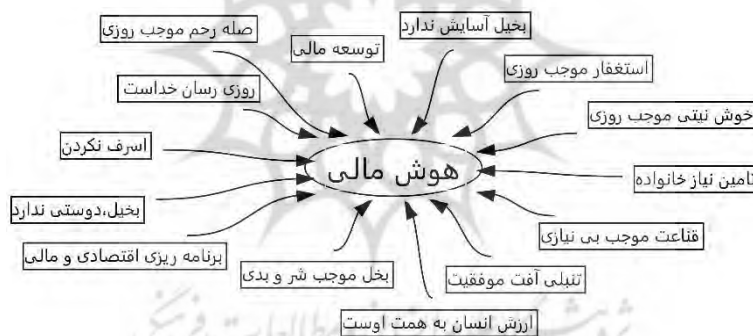 صله رحم موجب روزی
توسعه مالی
بخیل آسایش ندارد
استغفار موجب روزی
روزی رسان خداست
خوش نیتی موجب روزی
اسرف نکردن
هوش مالی
تامین نیاز خانواده
بخیل،دوستی ندارد
قناعت موجب بی نیازی
برنامه ریزی اقتصادی و مالی
بخل موجب شر و بدی
تنبلی آفت موفقیت
ارزش انسان به همت اوست